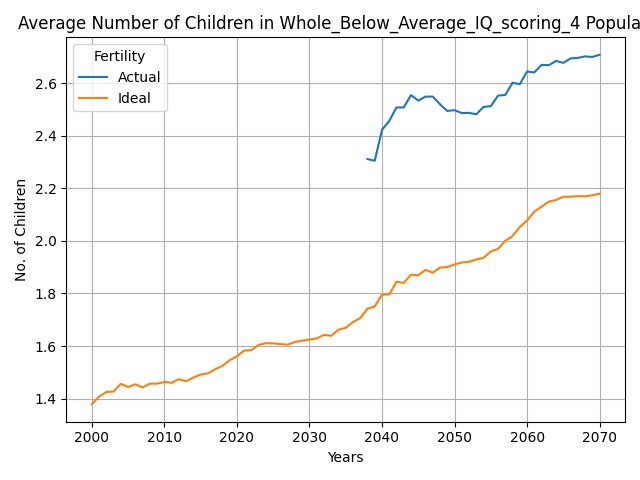 Average Number of Children in Whole_Below_Average_IQ_scoring_4 Popula
Fertility
Actual
Ideal
No. of Children
2.6
2.4
2.2
2.0
1.8
1.6
1.4
2000 2010 2020 2030 2040 2050 2060 2070
Years